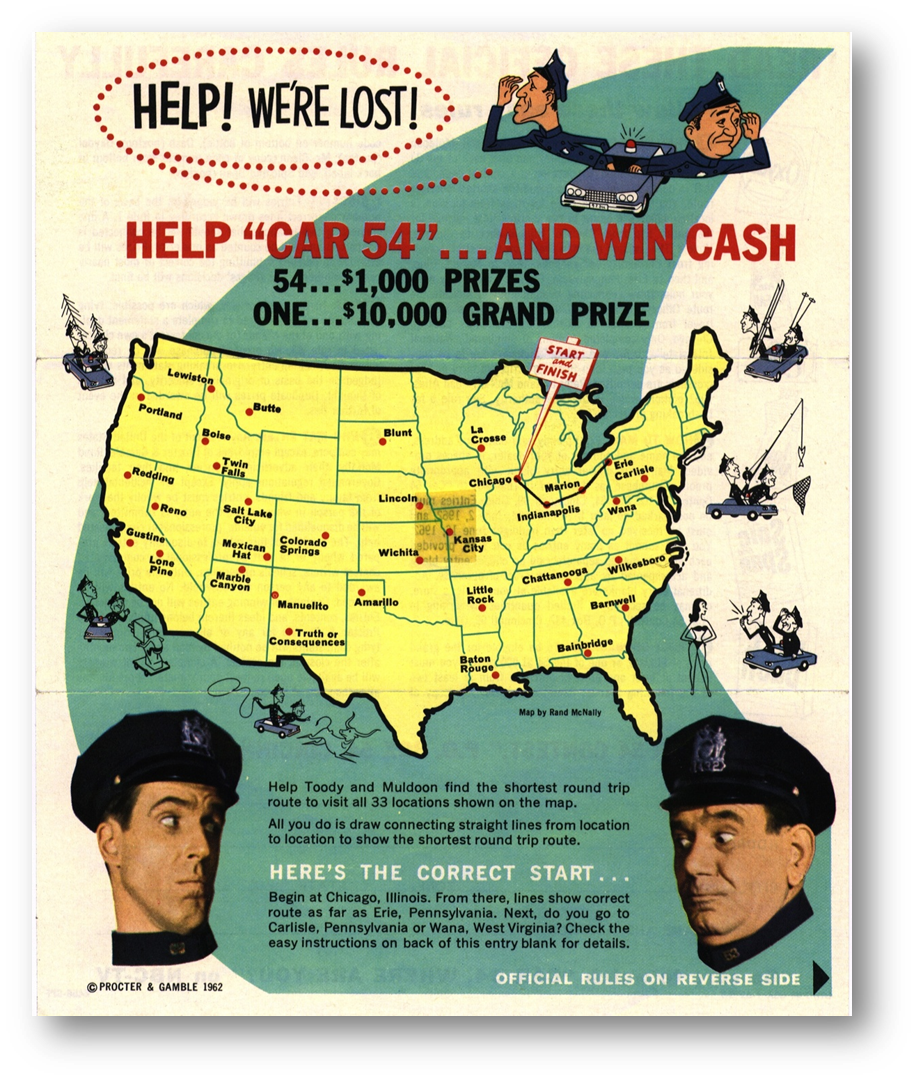 HELP! WE'RE LOST!
HELP "CAR 54"...AND WIN CASH
54...$1,000 PRIZES
ONE...$10,000 GRAND PRIZE
START
and
FINISH
Lewiston
Portland
Butte
Boise
Twin
Falls
Blunt
La
Crosse
Chicago
Marion
Erie
Carlisle
Indianapolis
Wana
Redding
Reno
Salt Lake
City
Lincoln
Gustine
Lone
Pine
Mexican
Hat
Colorado
Springs
Kansas
City
Wichita
Marble
Canyon
Manuelito
Amarillo
Little
Rock
Chattanooga
Wilkesboro
Barnwell
Truth or
Consequences
Baton
Rouge
Bainbridge
Map by Rand McNally
Help Toody and Muldoon find the shortest round trip
route to visit all 33 locations shown on the map.
All you do is draw connecting straight lines from location
to location to show the shortest round trip route.
HERE'S THE CORRECT START...
Begin at Chicago, Illinois. From there, lines show correct
route as far as Erie, Pennsylvania. Next, do you go to
Carlisle, Pennsylvania or Wana, West Virginia? Check the
easy instructions on back of this entry blank for details.
OFFICIAL RULES ON REVERSE SIDE
© PROCTER & GAMBLE 1962